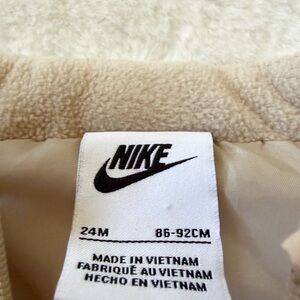 NIKE
24M 86-92CM
MADE IN VIETNAM
FABRIQUÉ AU VIETNAM
HECHO EN VIETNAM